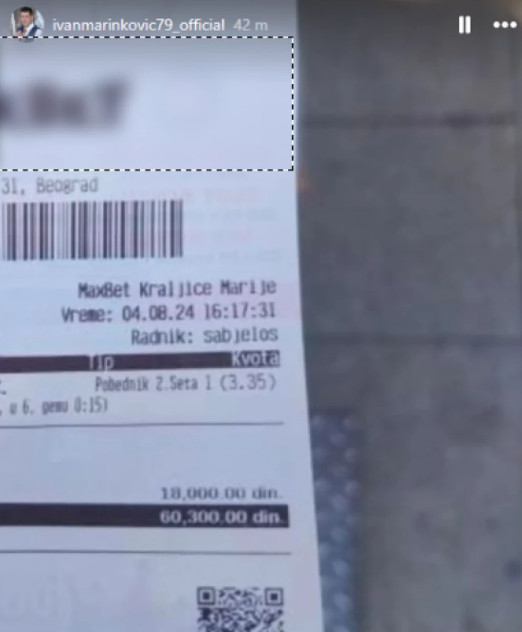 ivanmarinkovic79_official 42 m
31, Beograd
MaxBet Kraljice Marije
Vreme: 04.08.24 16:17:31
Radnik: sabjelos
Tip Kvota
Pobednik 2.Seta 1 (3.35)
, u 6. gemu 0:15)
18,000.00 din.
60,300.00 din.